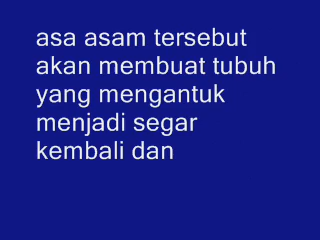 asa asam tersebut
akan membuat tubuh
yang mengantuk
menjadi segar
kembali dan